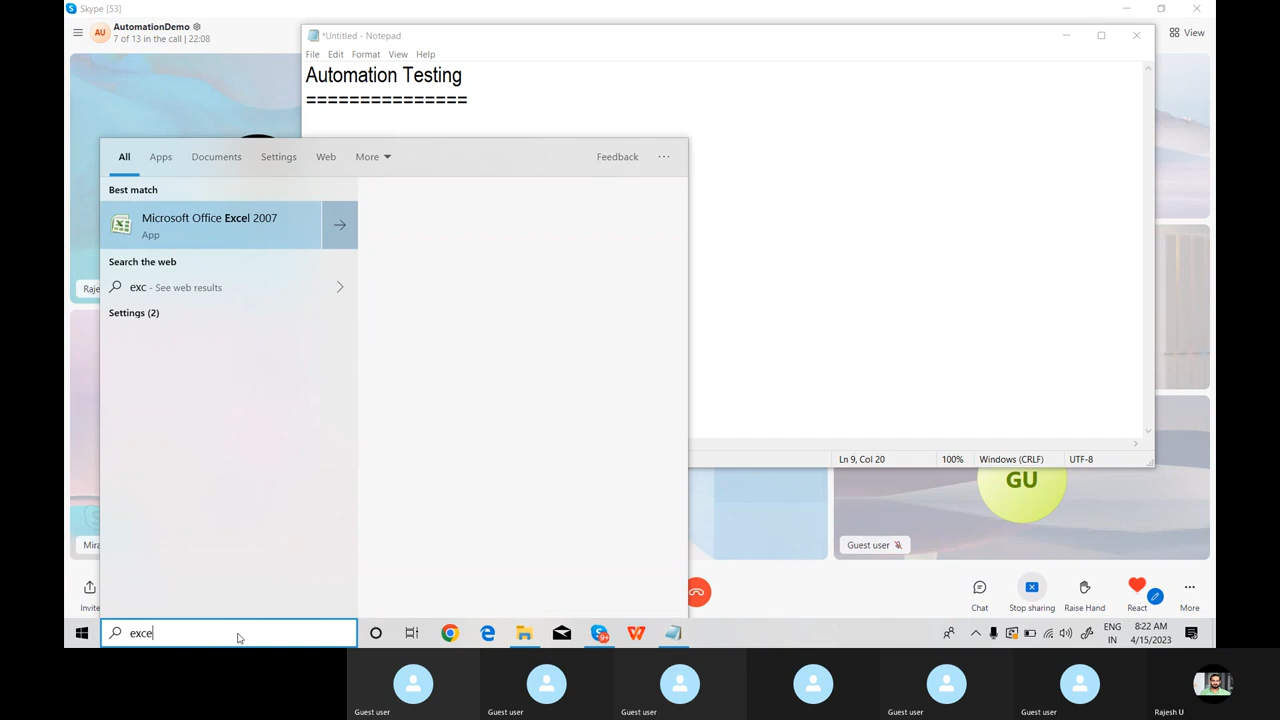 Skype [53]
AutomationDemo
7 of 13 in the call | 22:08
AU
View
*Untitled - Notepad
File Edit Format View Help
Automation Testing
===============
All Apps Documents Settings Web More Feedback ...
Best match
Microsoft Office Excel 2007
App
Search the web
exc - See web results
Settings (2)
Raje
Mira
Ln 9, Col 20 100% Windows (CRLF) UTF-8
GU
Guest user
Invite
Chat Stop sharing Raise Hand React More
exce
9+
ENG
IN
8:22 AM
4/15/2023
Guest user Guest user Guest user Guest user Guest user Rajesh U